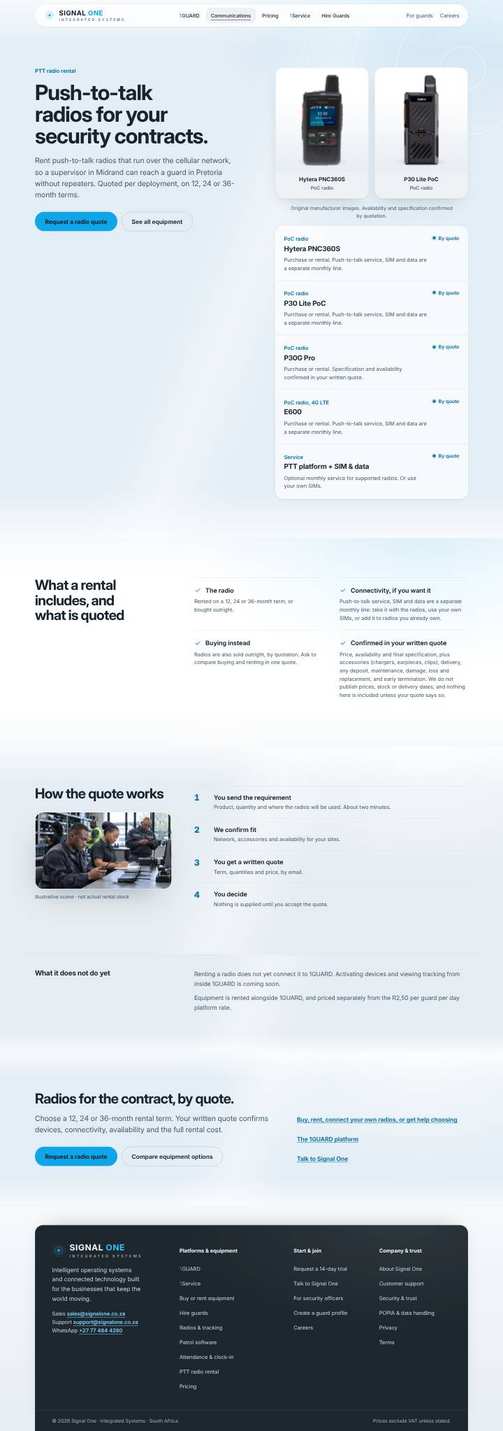 SIGNAL ONE
INTEGRATED SYSTEMS
1GUARD
Communications
Pricing
1Service
Hire Guards
For guards
Careers
PTT radio rental
Push-to-talk
radios for your
security contracts.
Rent push-to-talk radios that run over the cellular network,
so a supervisor in Midrand can reach a guard in Pretoria
without repeaters. Quoted per deployment, on 12, 24 or 36-
month terms.
Request a radio quote
See all equipment
Hytera PNC360S
PoC radio
P30 Lite PoC
PoC radio
Original manufacturer images. Availability and specification confirmed
by quotation.
PoC radio
By quote
Hytera PNC360S
Purchase or rental. Push-to-talk service, SIM and data are
a separate monthly line.
PoC radio
By quote
P30 Lite PoC
Purchase or rental. Push-to-talk service, SIM and data are
a separate monthly line.
PoC radio
By quote
P30G Pro
Purchase or rental. Specification and availability
confirmed in your written quote.
PoC radio, 4G LTE
By quote
E600
Purchase or rental. Push-to-talk service, SIM and data are
a separate monthly line.
Service
By quote
PTT platform + SIM & data
Optional monthly service for supported radios. Or use
your own SIMs.
What a rental
includes, and
what is quoted
The radio
Rented on a 12, 24 or 36-month term, or
bought outright.
Connectivity, if you want it
Push-to-talk service, SIM and data are a separate
monthly line: take it with the radios, use your own
SIMs, or add it to radios you already own.
Buying instead
Radios are also sold outright, by quotation. Ask to
compare buying and renting in one quote.
Confirmed in your written quote
Price, availability and final specification, plus
accessories (chargers, earpieces, clips), delivery,
any deposit, maintenance, damage, loss and
replacement, and early termination. We do not
publish prices, stock or delivery dates, and nothing
here is included unless your quote says so.
How the quote works
Illustrative scene · not actual rental stock
1
You send the requirement
Product, quantity and where the radios will be used. About two minutes.
2
We confirm fit
Network, accessories and availability for your sites.
3
You get a written quote
Term, quantities and price, by email.
4
You decide
Nothing is supplied until you accept the quote.
What it does not do yet
Renting a radio does not yet connect it to 1GUARD. Activating devices and viewing tracking from
inside 1GUARD is coming soon.
Equipment is rented alongside 1GUARD, and priced separately from the R2,50 per guard per day
platform rate.
Radios for the contract, by quote.
Choose a 12, 24 or 36-month rental term. Your written quote confirms
devices, connectivity, availability and the full rental cost.
Request a radio quote
Compare equipment options
Buy, rent, connect your own radios, or get help choosing
The 1GUARD platform
Talk to Signal One
SIGNAL ONE
INTEGRATED SYSTEMS
Intelligent operating systems
and connected technology built
for the businesses that keep the
world moving.
Sales sales@signalone.co.za
Support support@signalone.co.za
WhatsApp +27 77 484 4280
Platforms & equipment
1GUARD
1Service
Buy or rent equipment
Hire guards
Radios & tracking
Patrol software
Attendance & clock-in
PTT radio rental
Pricing
Start & join
Request a 14-day trial
Talk to Signal One
For security officers
Create a guard profile
Careers
Company & trust
About Signal One
Customer support
Security & trust
POPIA & data handling
Privacy
Terms
© 2026 Signal One · Integrated Systems · South Africa
Prices exclude VAT unless stated.